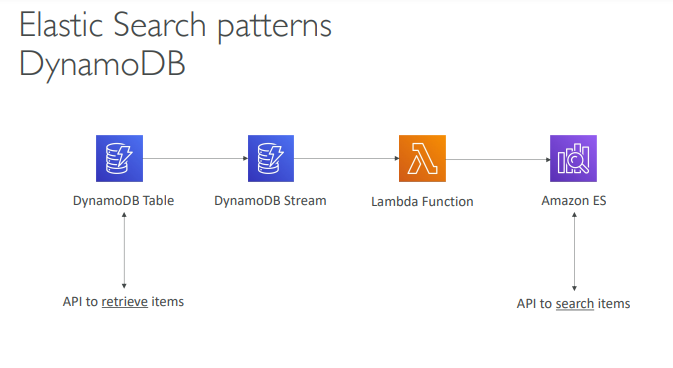 Elastic Search patterns
DynamoDB
DynamoDB Table
DynamoDB Stream
Lambda Function
Amazon ES
API to retrieve items
API to search items